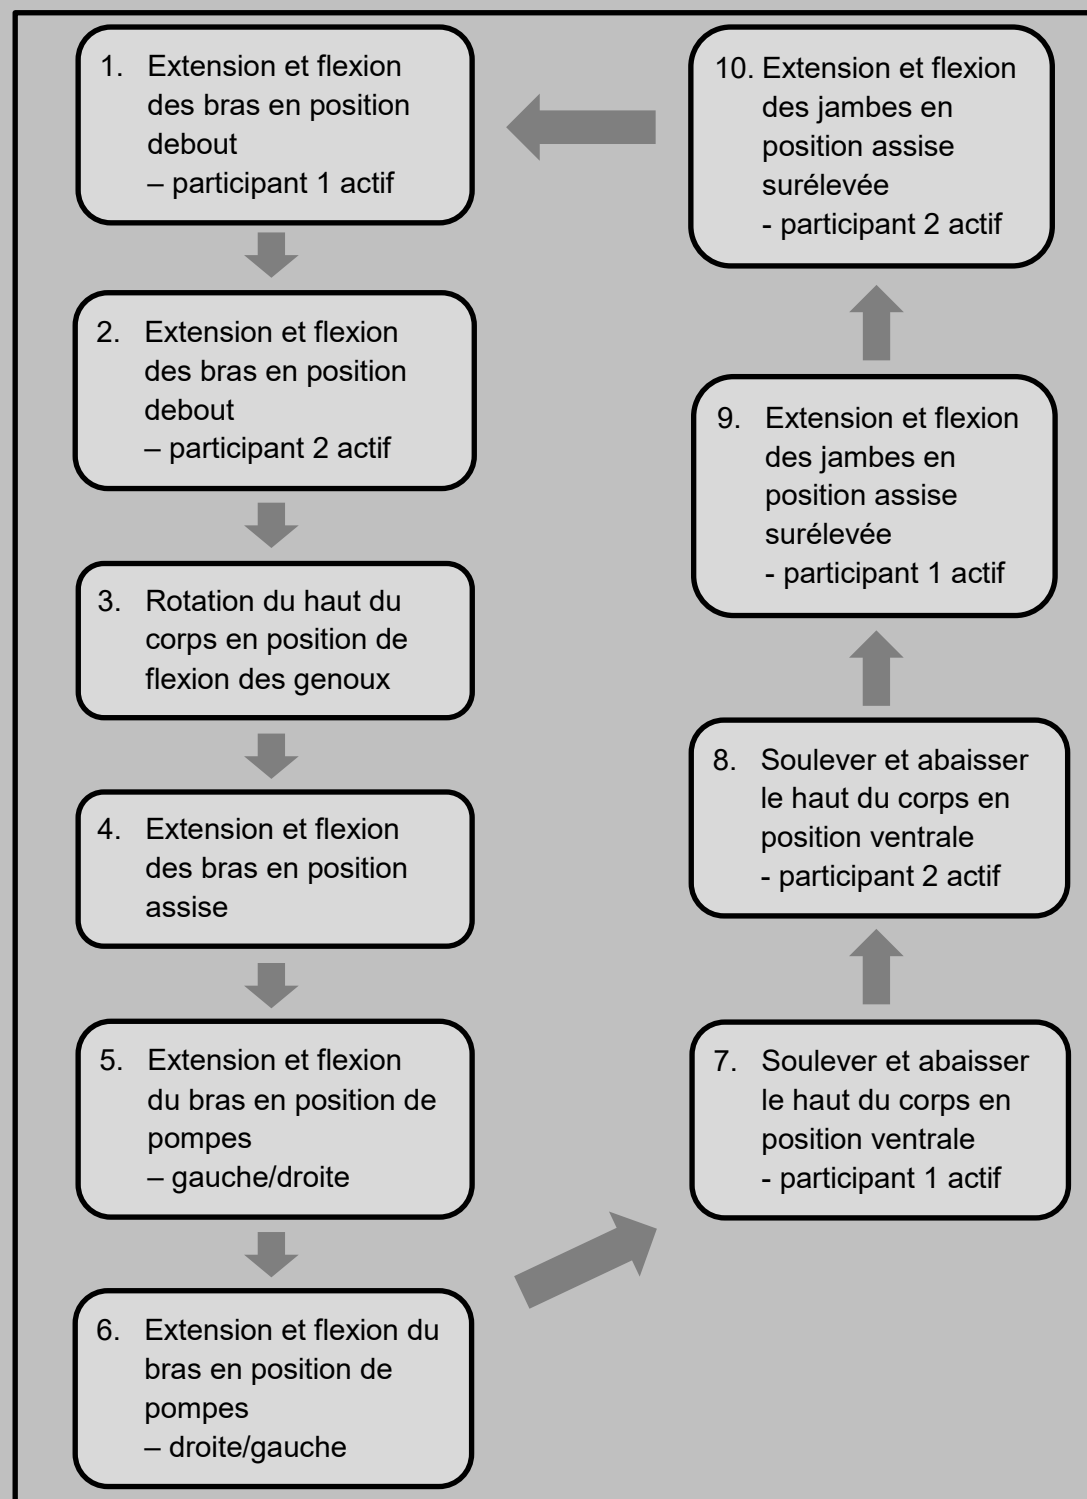 1. Extension et flexion
des bras en position
debout
– participant 1 actif
2. Extension et flexion
des bras en position
debout
– participant 2 actif
3. Rotation du haut du
corps en position de
flexion des genoux
4. Extension et flexion
des bras en position
assise
5. Extension et flexion
du bras en position de
pompes
– gauche/droite
6. Extension et flexion du
bras en position de
pompes
– droite/gauche
7. Soulever et abaisser
le haut du corps en
position ventrale
- participant 1 actif
8. Soulever et abaisser
le haut du corps en
position ventrale
- participant 2 actif
9. Extension et flexion
des jambes en
position assise
surélevée
- participant 1 actif
10. Extension et flexion
des jambes en
position assise
surélevée
- participant 2 actif